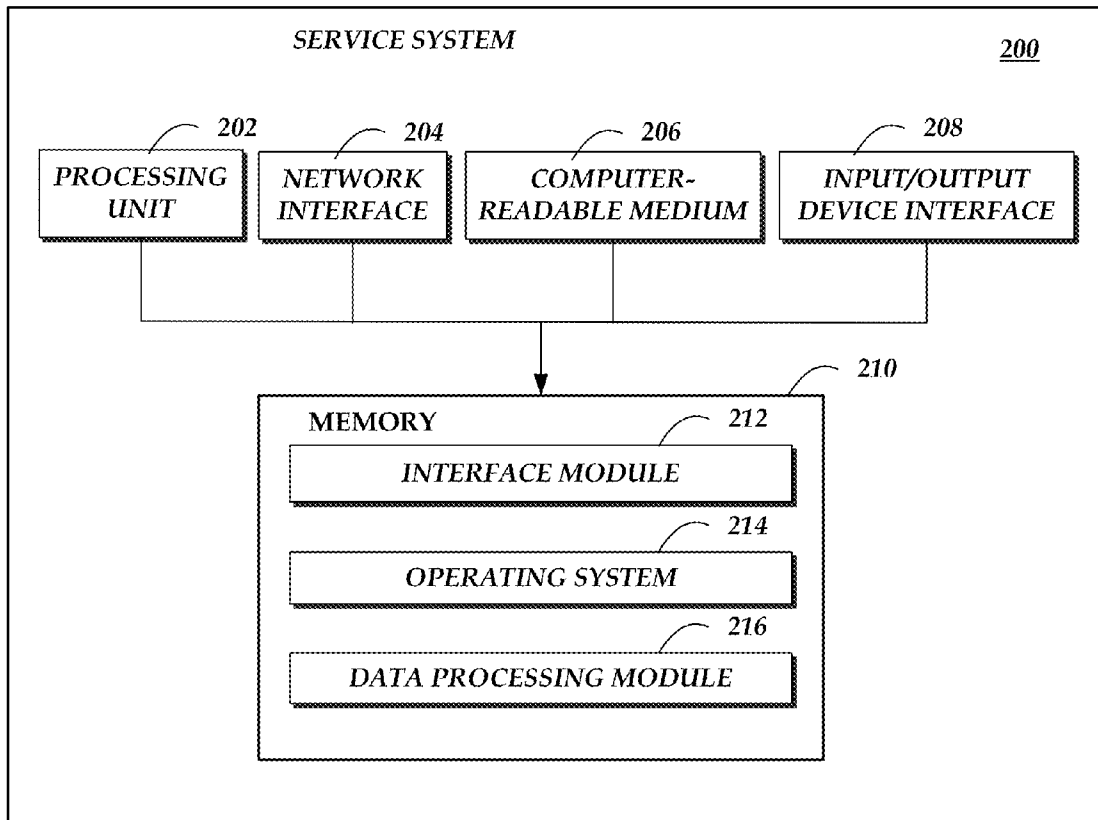 SERVICE SYSTEM
200
202
204
206
208
PROCESSING
UNIT
NETWORK
INTERFACE
COMPUTER-
READABLE MEDIUM
INPUT/OUTPUT
DEVICE INTERFACE
210
MEMORY
212
INTERFACE MODULE
214
OPERATING SYSTEM
216
DATA PROCESSING MODULE